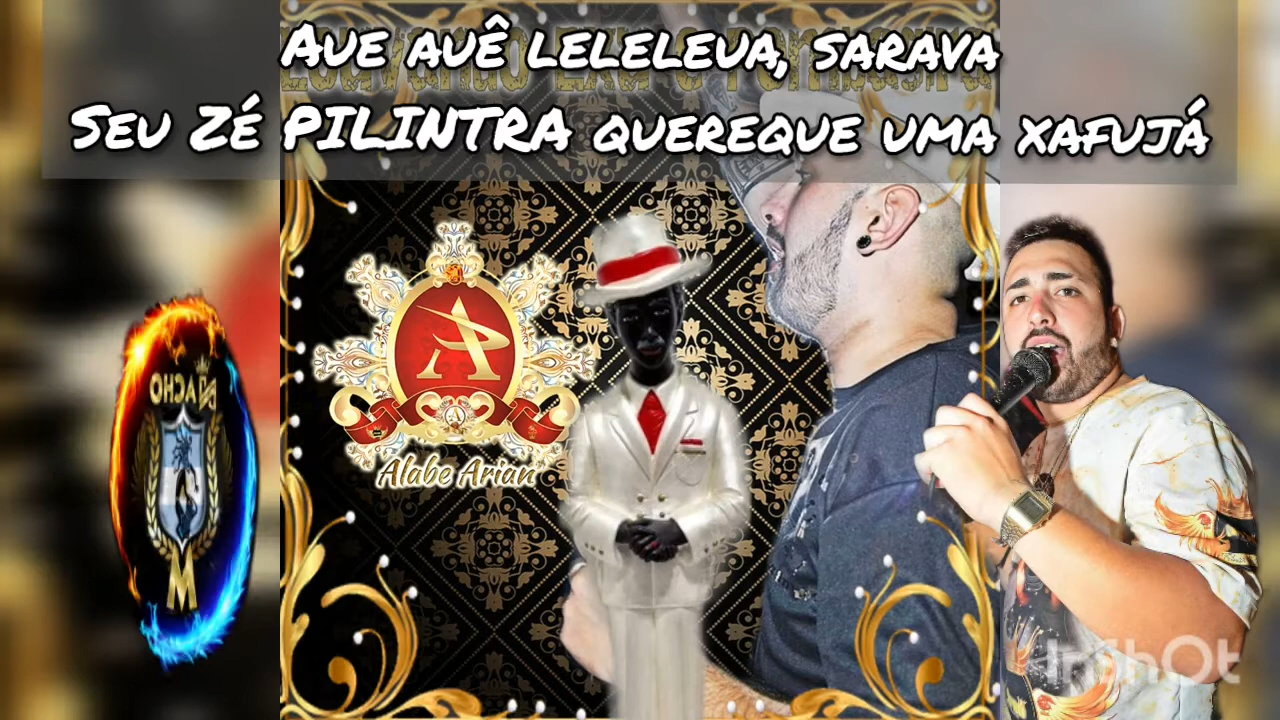 Aue auê leleleua, sarava
Seu Zé PILINTRA quereque uma xafujá
A
Alabe Arian
M
InShOt